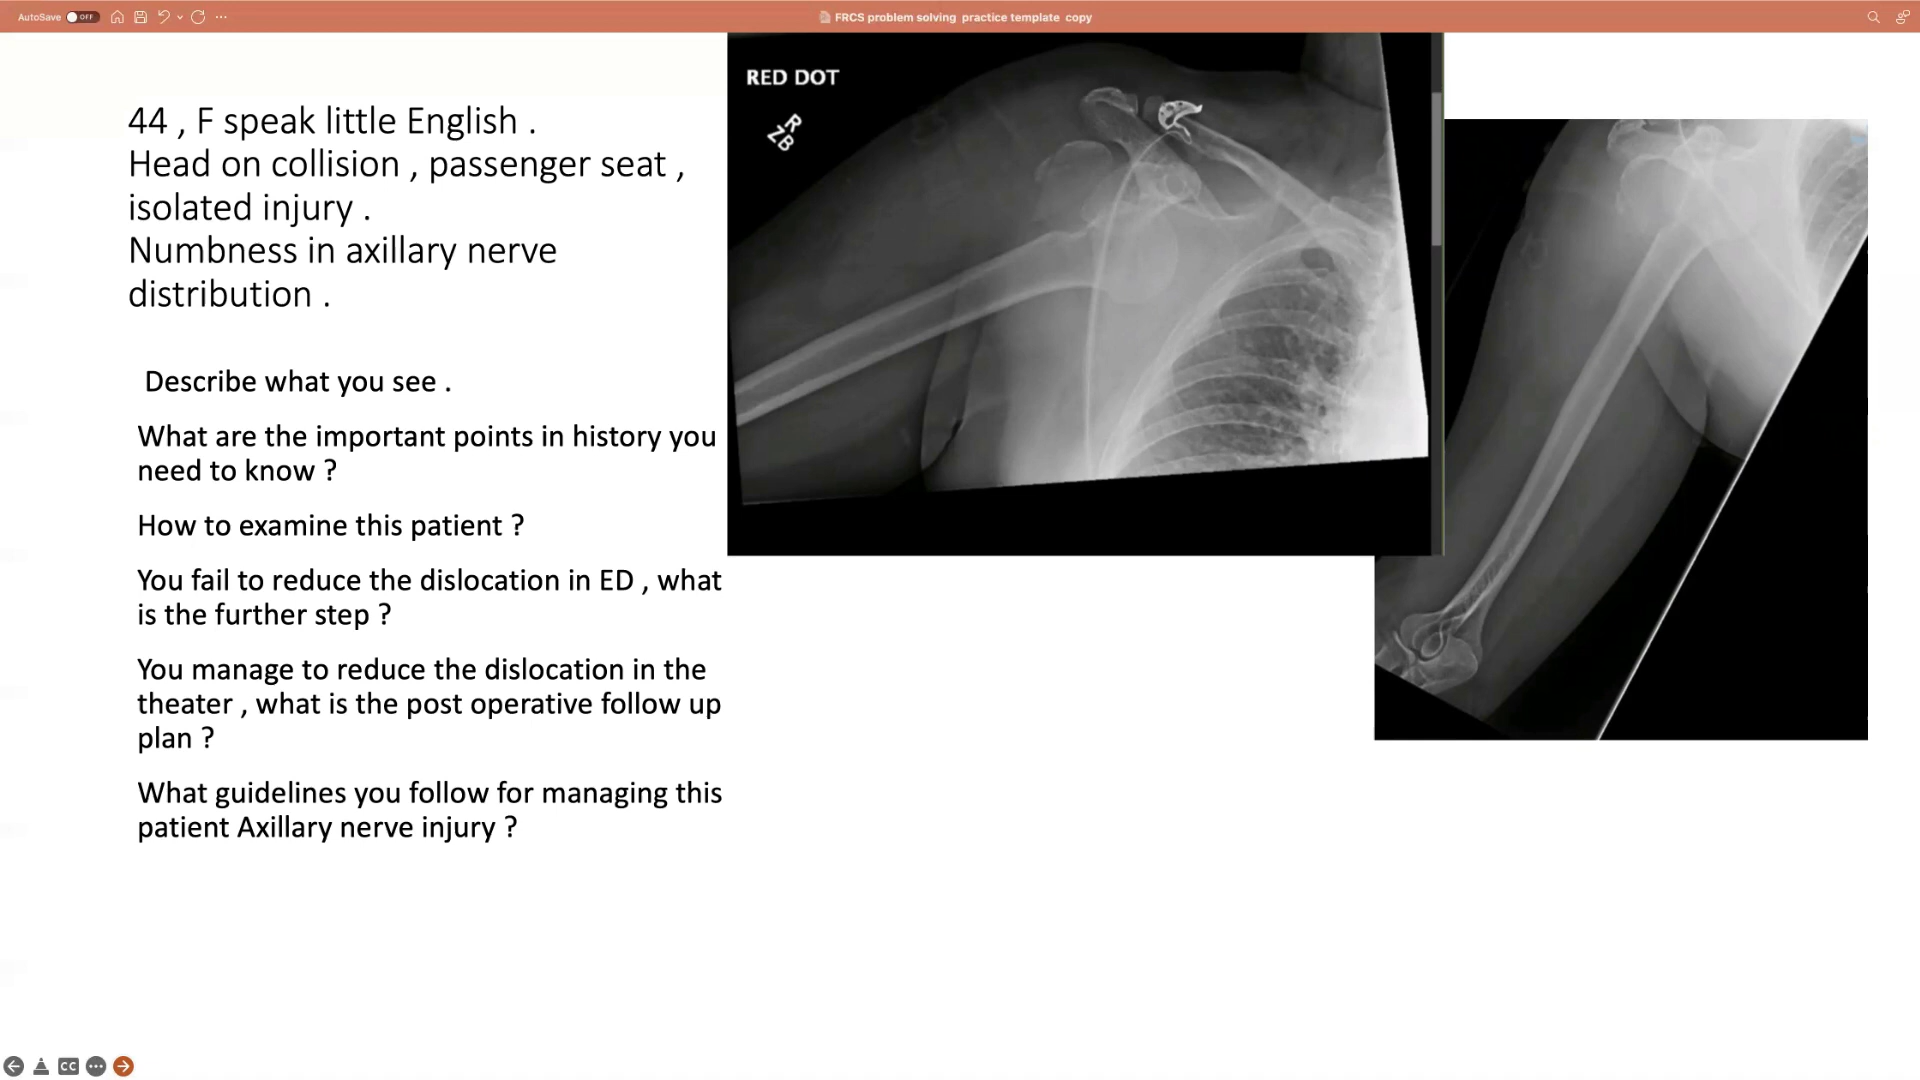 AutoSave OFF
FRCS problem solving practice template copy
44 , F speak little English .
Head on collision , passenger seat ,
isolated injury .
Numbness in axillary nerve
distribution .
Describe what you see .
What are the important points in history you
need to know ?
How to examine this patient ?
You fail to reduce the dislocation in ED , what
is the further step ?
You manage to reduce the dislocation in the
theater , what is the post operative follow up
plan ?
What guidelines you follow for managing this
patient Axillary nerve injury ?
RED DOT
R
ZB
CC